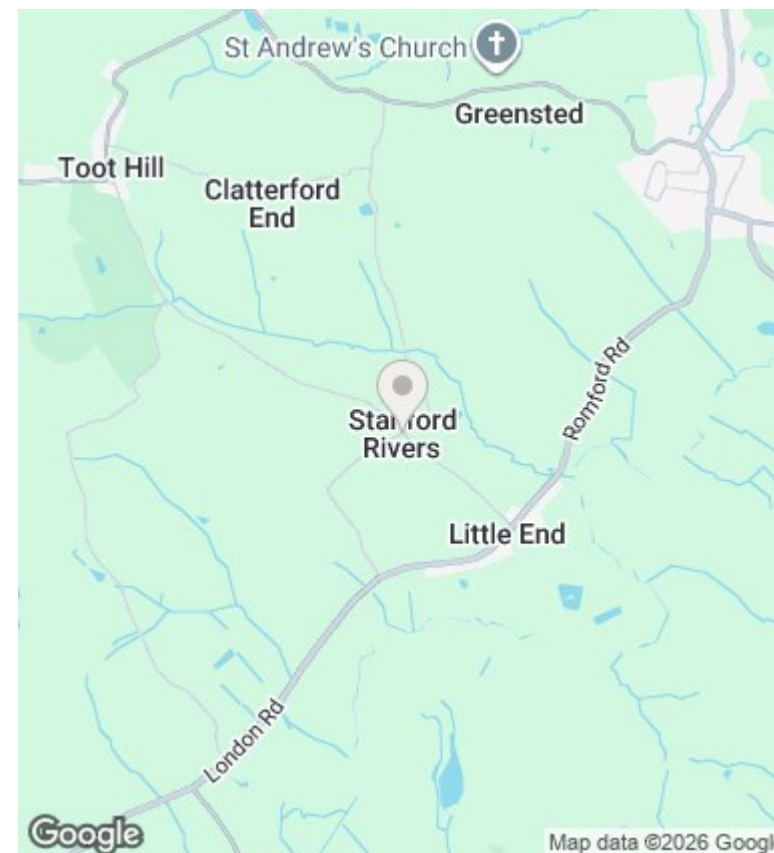 St Andrew's Church
Greensted
Toot Hill
Clatterford
End
Romford Rd
Stanford
Rivers
Little End
London Rd
Google
Map data ©2026 Googl